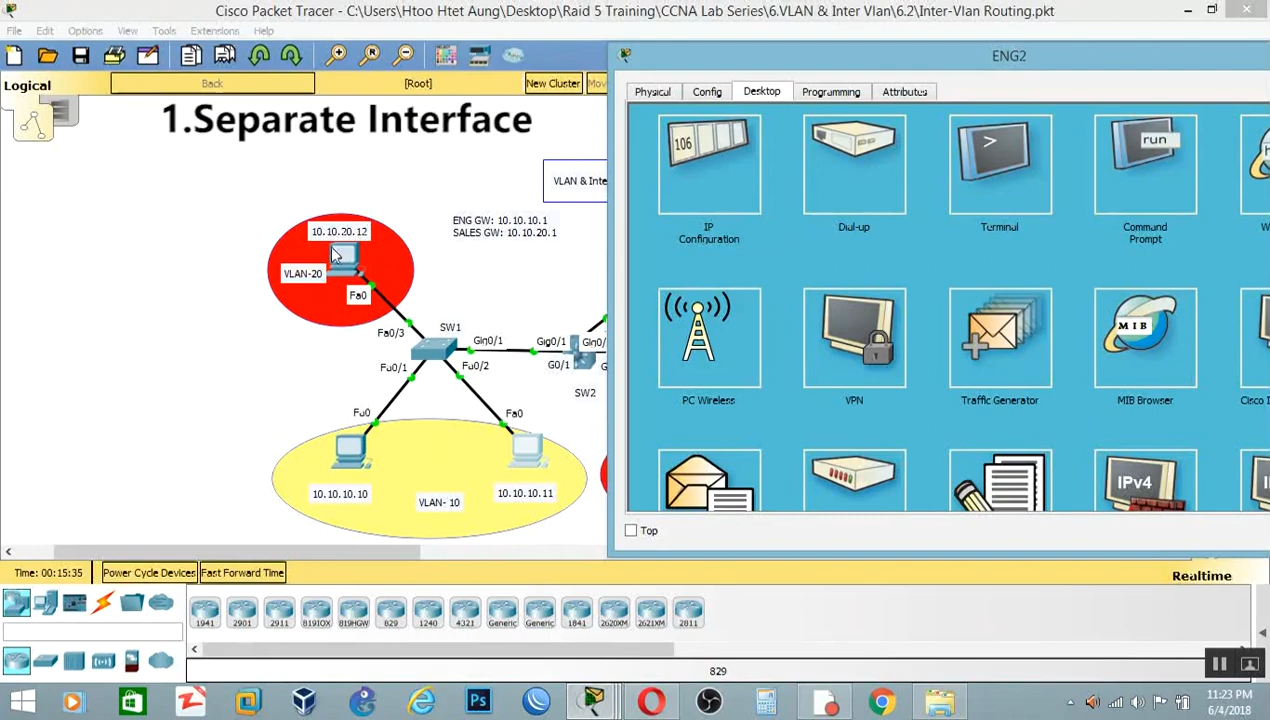 Cisco Packet Tracer - C:\Users\Htoo Htet Aung\Desktop\Raid 5 Training\CCNA Lab Series\6.VLAN & Inter Vlan\6.2\Inter-Vlan Routing.pkt
File Edit Options View Tools Extensions Help
ENG2
Logical
Back
[Root]
New Cluster
Physical Config Desktop Programming Attributes
1.Separate Interface
VLAN & Inte
ENG GW: 10.10.10.1
SALES GW: 10.10.20.1
10.10.20.12
VLAN-20
Fa0
Fa0/3
SW1
Gig0/1
Gig0/1
G0/1
SW2
Fa0/1
Fa0/2
Fa0
Fa0
10.10.10.10
VLAN- 10
10.10.10.11
106
>
run
IP
Configuration
Dial-up
Terminal
Command
Prompt
MIB
PC Wireless
VPN
Traffic Generator
MIB Browser
Cisco I
IPv4
Top
Time: 00:15:35
Power Cycle Devices
Fast Forward Time
Realtime
1941 2901 2911 819IOX 819HGW 829 1240 4321 Generic Generic 1841 2620XM 2621XM 2811
829
Ps
11:23 PM
6/4/2018